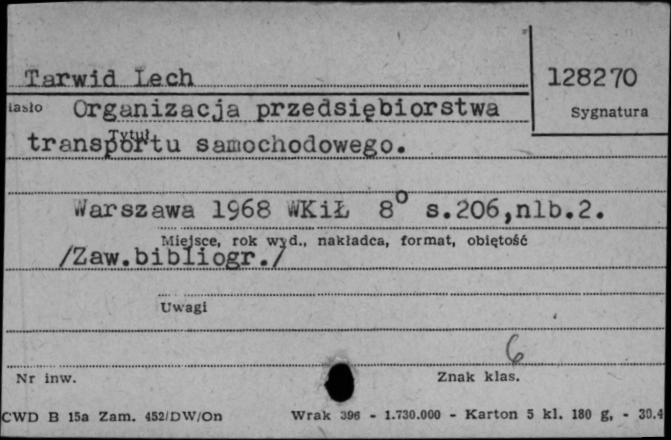 Tarwid Lech
128270
Hasło Organizacja przedsiębiorstwa
Sygnatura
Tytuł
transportu samochodowego.
Warszawa 1968 WKiŁ 8° s.206,nlb.2.
Miejsce, rok wyd., nakładca, format, objętość
/Zaw.bibliogr./
Uwagi
6
Nr inw.
Znak klas.
CWD B 15a Zam. 452/DW/On Wrak 396 - 1.730.000 - Karton 5 kl. 180 g, - 30.4